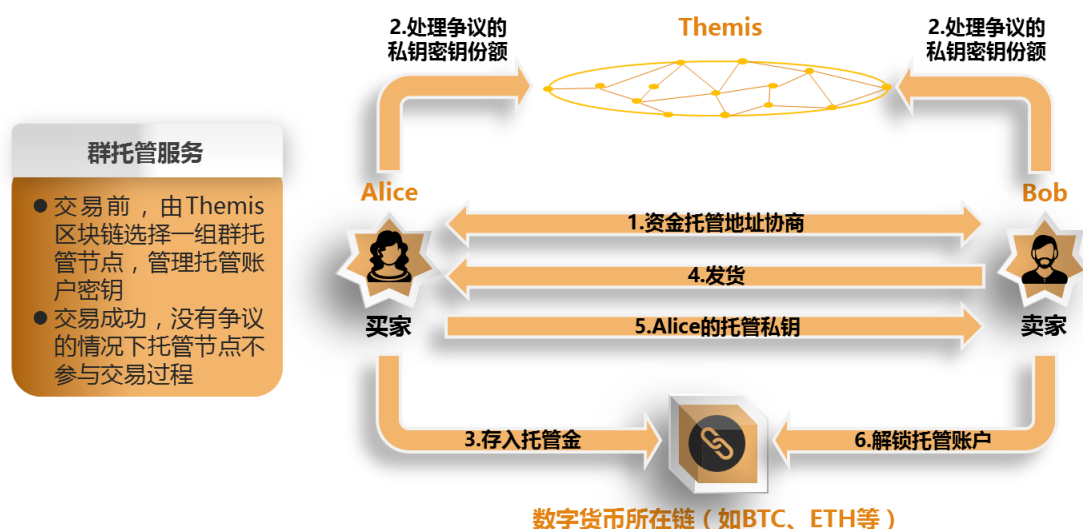 2.处理争议的
私钥密钥份额
Themis
2.处理争议的
私钥密钥份额
群托管服务
● 交易前，由Themis
区块链选择一组群托
管节点，管理托管账
户密钥
● 交易成功，没有争议
的情况下托管节点不
参与交易过程
Alice
Bob
1.资金托管地址协商
4.发货
买家
5.Alice的托管私钥
卖家
3.存入托管金
6.解锁托管账户
数字货币所在链（如BTC、ETH等）